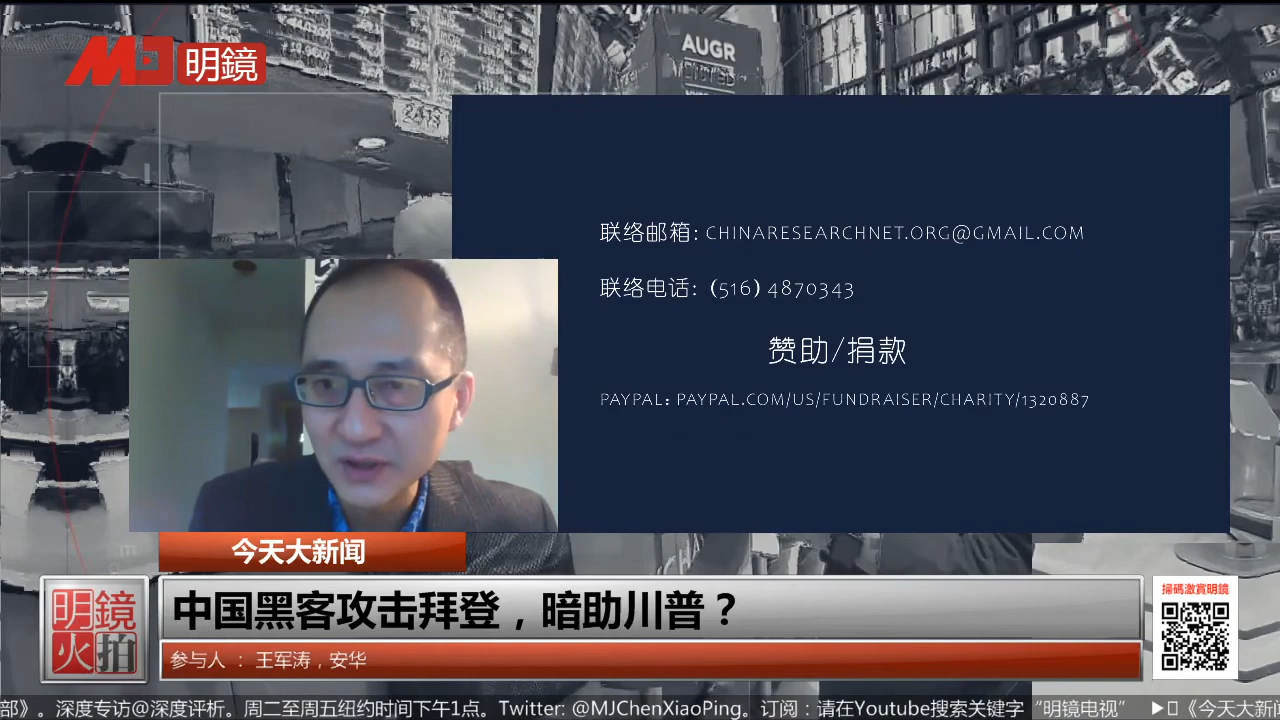 AUGR
明鏡
联络邮箱: CHINARESEARCHNET.ORG@GMAIL.COM
联络电话: (516) 4870343
赞助/捐款
PAYPAL: PAYPAL.COM/US/FUNDRAISER/CHARITY/1320887
今天大新闻
明鏡
火拍
中国黑客攻击拜登，暗助川普？
参与人 ： 王军涛，安华
掃碼激賞明鏡
部》。深度专访@深度评析。周二至周五纽约时间下午1点。Twitter: @MJChenXiaoPing。订阅：请在Youtube搜索关键字 “明镜电视” ▶《今天大新闻